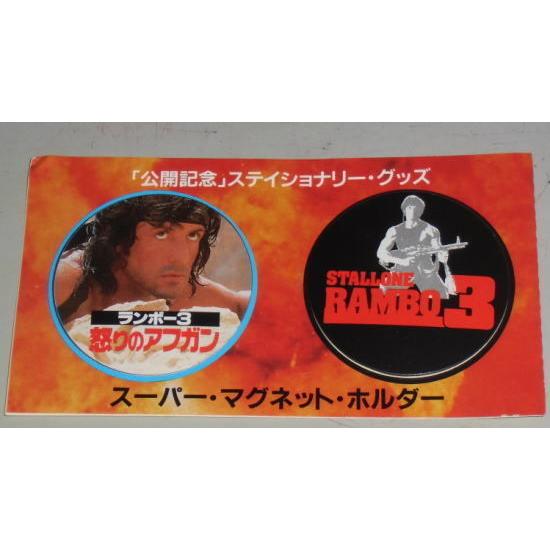 「公開記念」ステイショナリー・グッズ
ランボー3
怒りのアフガン
STALLONE
RAMBO 3
スーパー・マグネット・ホルダー